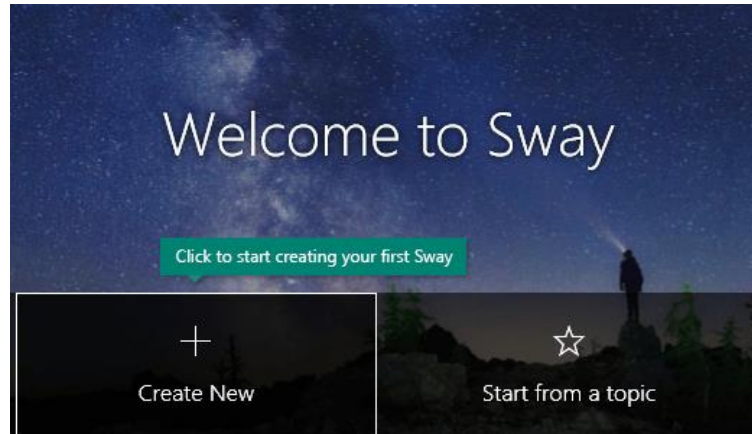 Welcome to Sway
Click to start creating your first Sway
Create New
Start from a topic